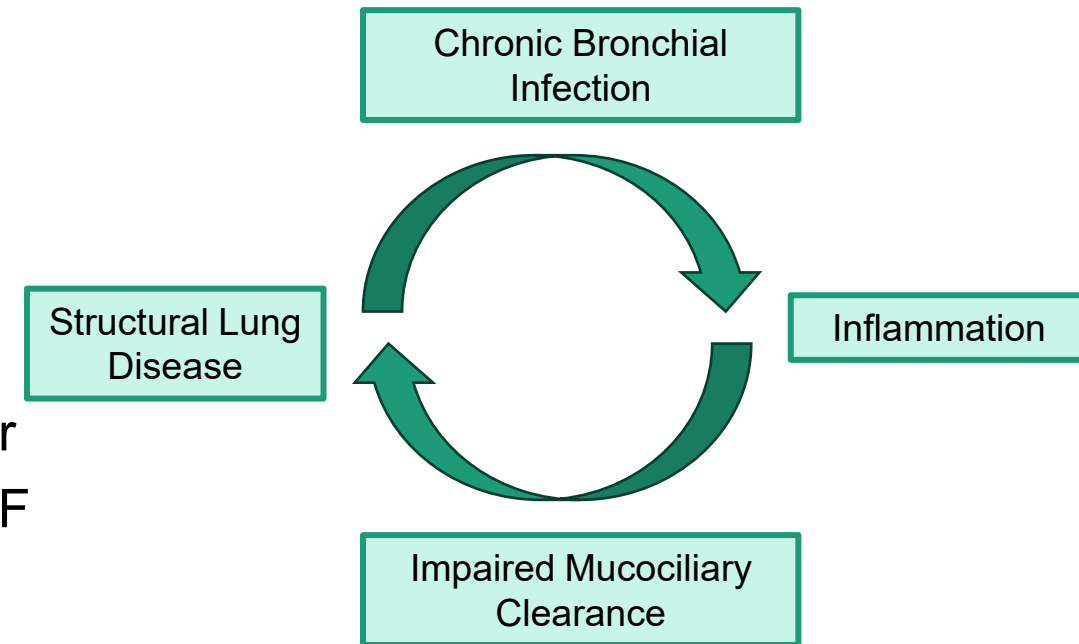 Chronic Bronchial
Infection
Structural Lung
Disease
Inflammation
r
F
Impaired Mucociliary
Clearance